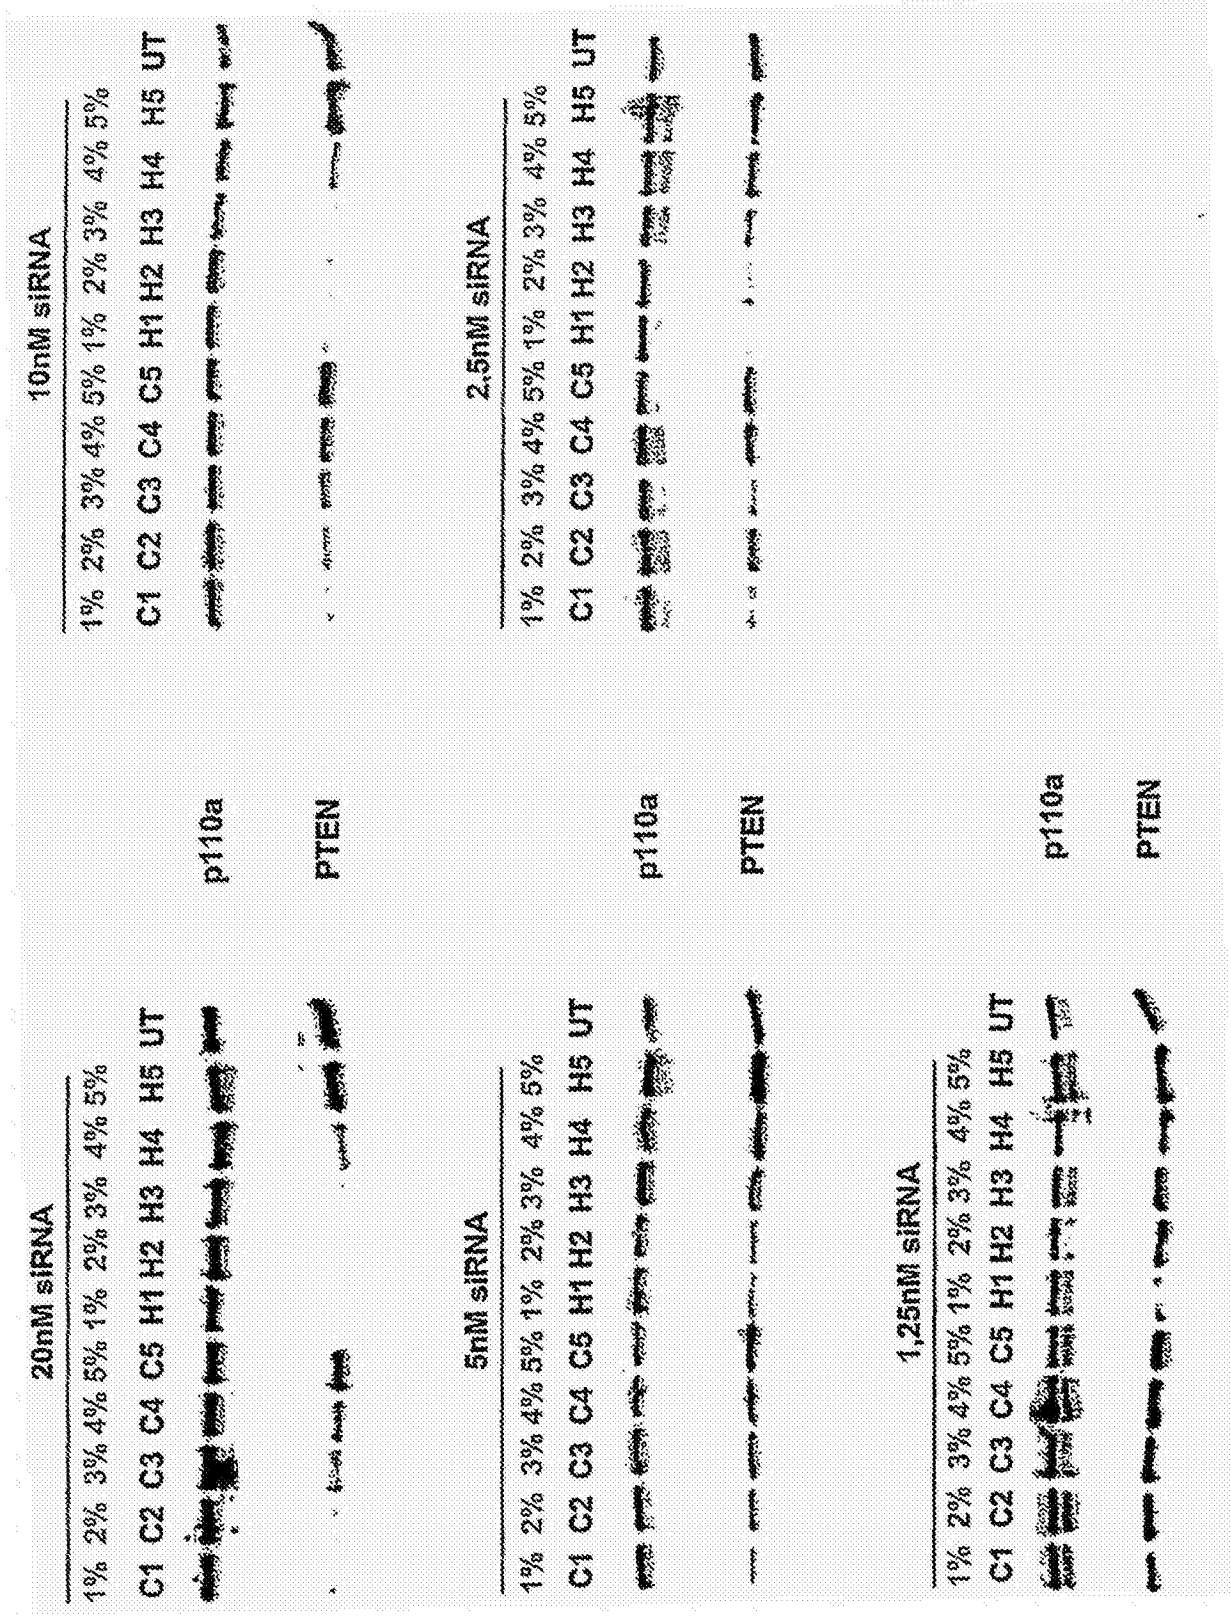 20nM siRNA
1% 2% 3% 4% 5% 1% 2% 3% 4% 5%
C1 C2 C3 C4 C5 H1 H2 H3 H4 H5 UT
p110a
PTEN
10nM siRNA
1% 2% 3% 4% 5% 1% 2% 3% 4% 5%
C1 C2 C3 C4 C5 H1 H2 H3 H4 H5 UT
5nM siRNA
1% 2% 3% 4% 5% 1% 2% 3% 4% 5%
C1 C2 C3 C4 C5 H1 H2 H3 H4 H5 UT
p110a
PTEN
2,5nM siRNA
1% 2% 3% 4% 5% 1% 2% 3% 4% 5%
C1 C2 C3 C4 C5 H1 H2 H3 H4 H5 UT
1,25nM siRNA
1% 2% 3% 4% 5% 1% 2% 3% 4% 5%
C1 C2 C3 C4 C5 H1 H2 H3 H4 H5 UT
p110a
PTEN